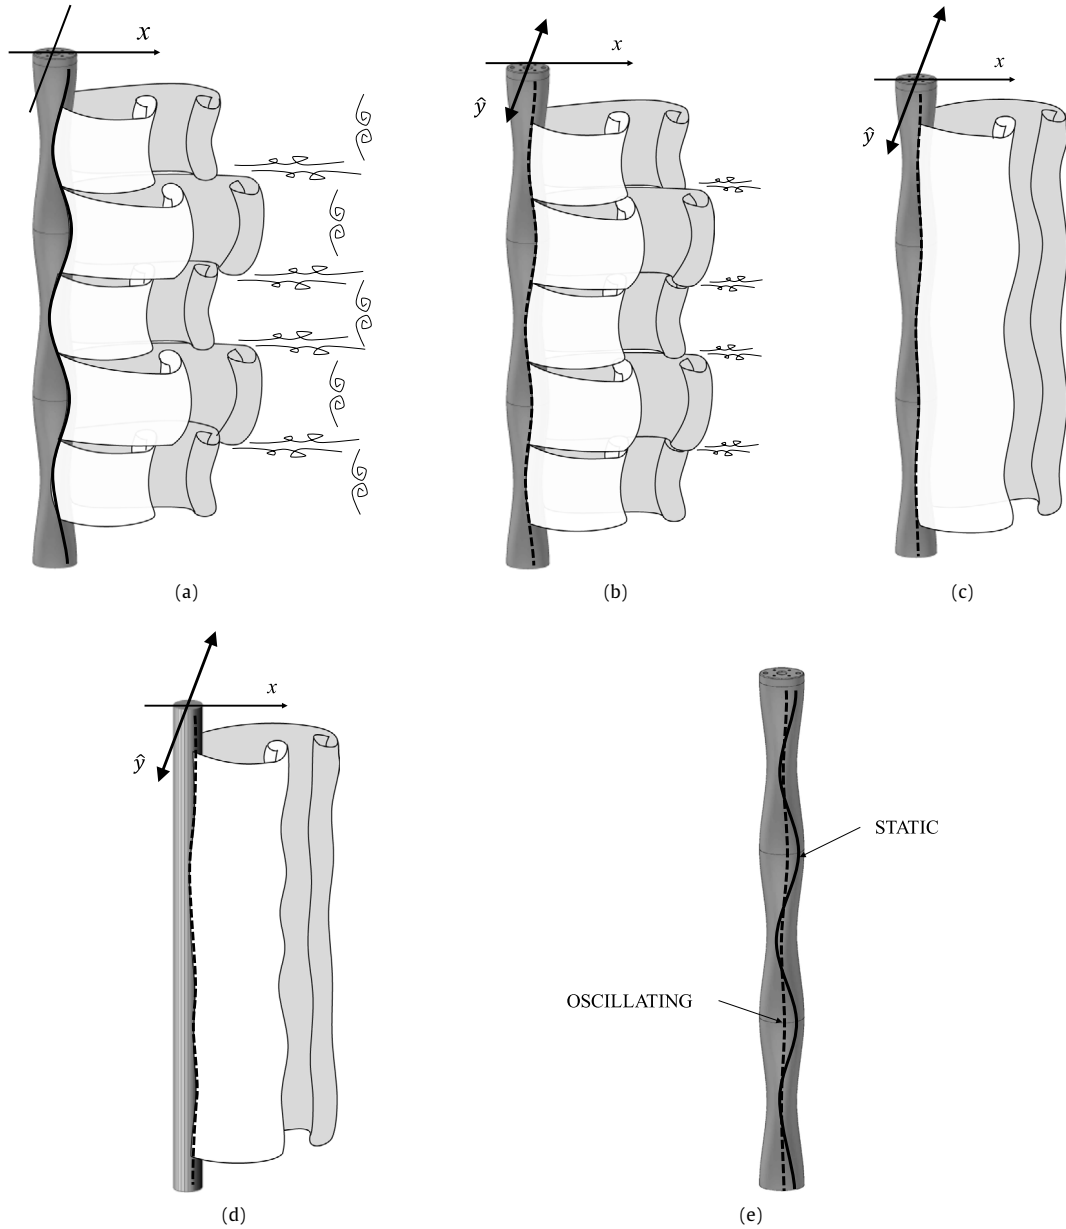 x
x
ŷ
x
ŷ
(a)
(b)
(c)
x
ŷ
STATIC
OSCILLATING
(d)
(e)